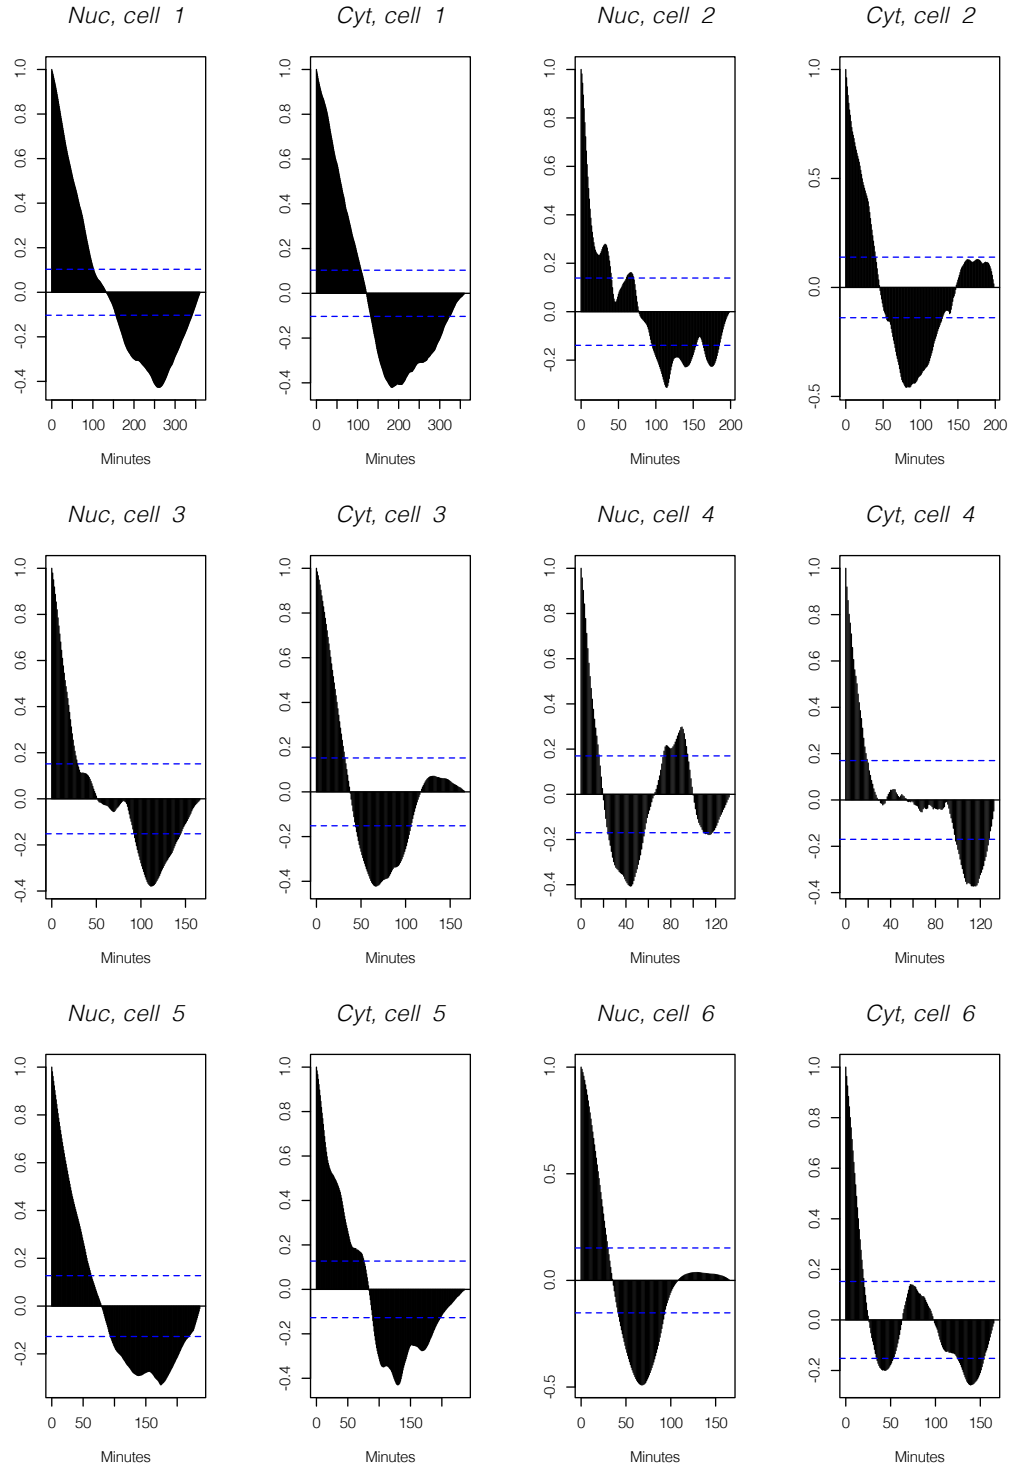 Nuc, cell 1 Cyt, cell 1 Nuc, cell 2 Cyt, cell 2
-0.4 -0.2 0.0 0.2 0.4 0.6 0.8 1.0
-0.4 -0.2 0.0 0.2 0.4 0.6 0.8 1.0
-0.2 0.0 0.2 0.4 0.6 0.8 1.0
-0.5 0.0 0.5 1.0
0 100 200 300 0 100 200 300 0 50 100 150 200 0 50 100 150 200
Minutes Minutes Minutes Minutes
Nuc, cell 3 Cyt, cell 3 Nuc, cell 4 Cyt, cell 4
-0.4 -0.2 0.0 0.2 0.4 0.6 0.8 1.0
-0.4 -0.2 0.0 0.2 0.4 0.6 0.8 1.0
-0.4 -0.2 0.0 0.2 0.4 0.6 0.8 1.0
-0.4 -0.2 0.0 0.2 0.4 0.6 0.8 1.0
0 50 100 150 0 50 100 150 0 40 80 120 0 40 80 120
Minutes Minutes Minutes Minutes
Nuc, cell 5 Cyt, cell 5 Nuc, cell 6 Cyt, cell 6
-0.2 0.0 0.2 0.4 0.6 0.8 1.0
-0.4 -0.2 0.0 0.2 0.4 0.6 0.8 1.0
-0.5 0.0 0.5 1.0
-0.2 0.0 0.2 0.4 0.6 0.8 1.0
0 50 150 0 50 150 0 50 100 150 0 50 100 150
Minutes Minutes Minutes Minutes